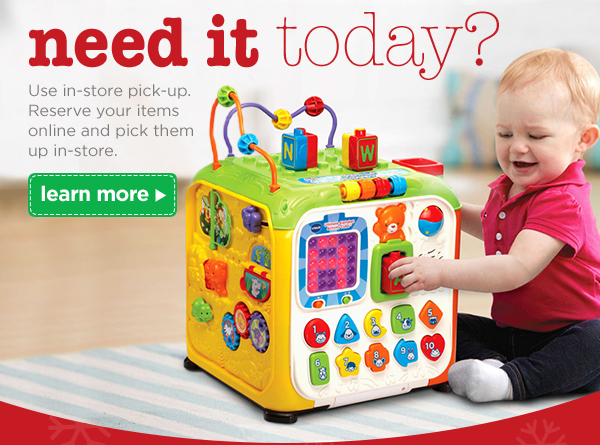 need it today?
Use in-store pick-up.
Reserve your items
online and pick them
up in-store.
learn more
N W
vtech
1 2 3 4 5
6 7 8 9 10